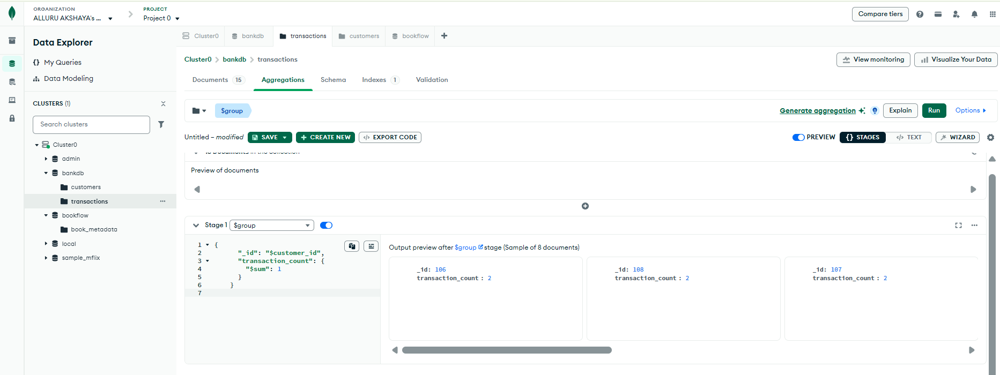 ORGANIZATION
ALLURU AKSHAYA's ...
PROJECT
Project 0
Compare tiers
Data Explorer
My Queries
Data Modeling
CLUSTERS (1)
Search clusters
Cluster0
admin
bankdb
customers
transactions
bookflow
book_metadata
local
sample_mflix
Cluster0
bankdb
transactions
customers
bookflow
Cluster0 > bankdb > transactions
View monitoring
Visualize Your Data
Documents 15
Aggregations
Schema
Indexes 1
Validation
$group
Generate aggregation
Explain
Run
Options
Untitled – modified
SAVE
+ CREATE NEW
</> EXPORT CODE
PREVIEW
{} STAGES
</> TEXT
WIZARD
Documents in the collection
Preview of documents
Stage 1 $group
1 {
2 "_id": "$customer_id",
3 "transaction_count": {
4 "$sum": 1
5 }
6 }
7
Output preview after $group stage (Sample of 8 documents)
_id: 106
transaction_count : 2
_id: 108
transaction_count : 2
_id: 107
transaction_count : 2